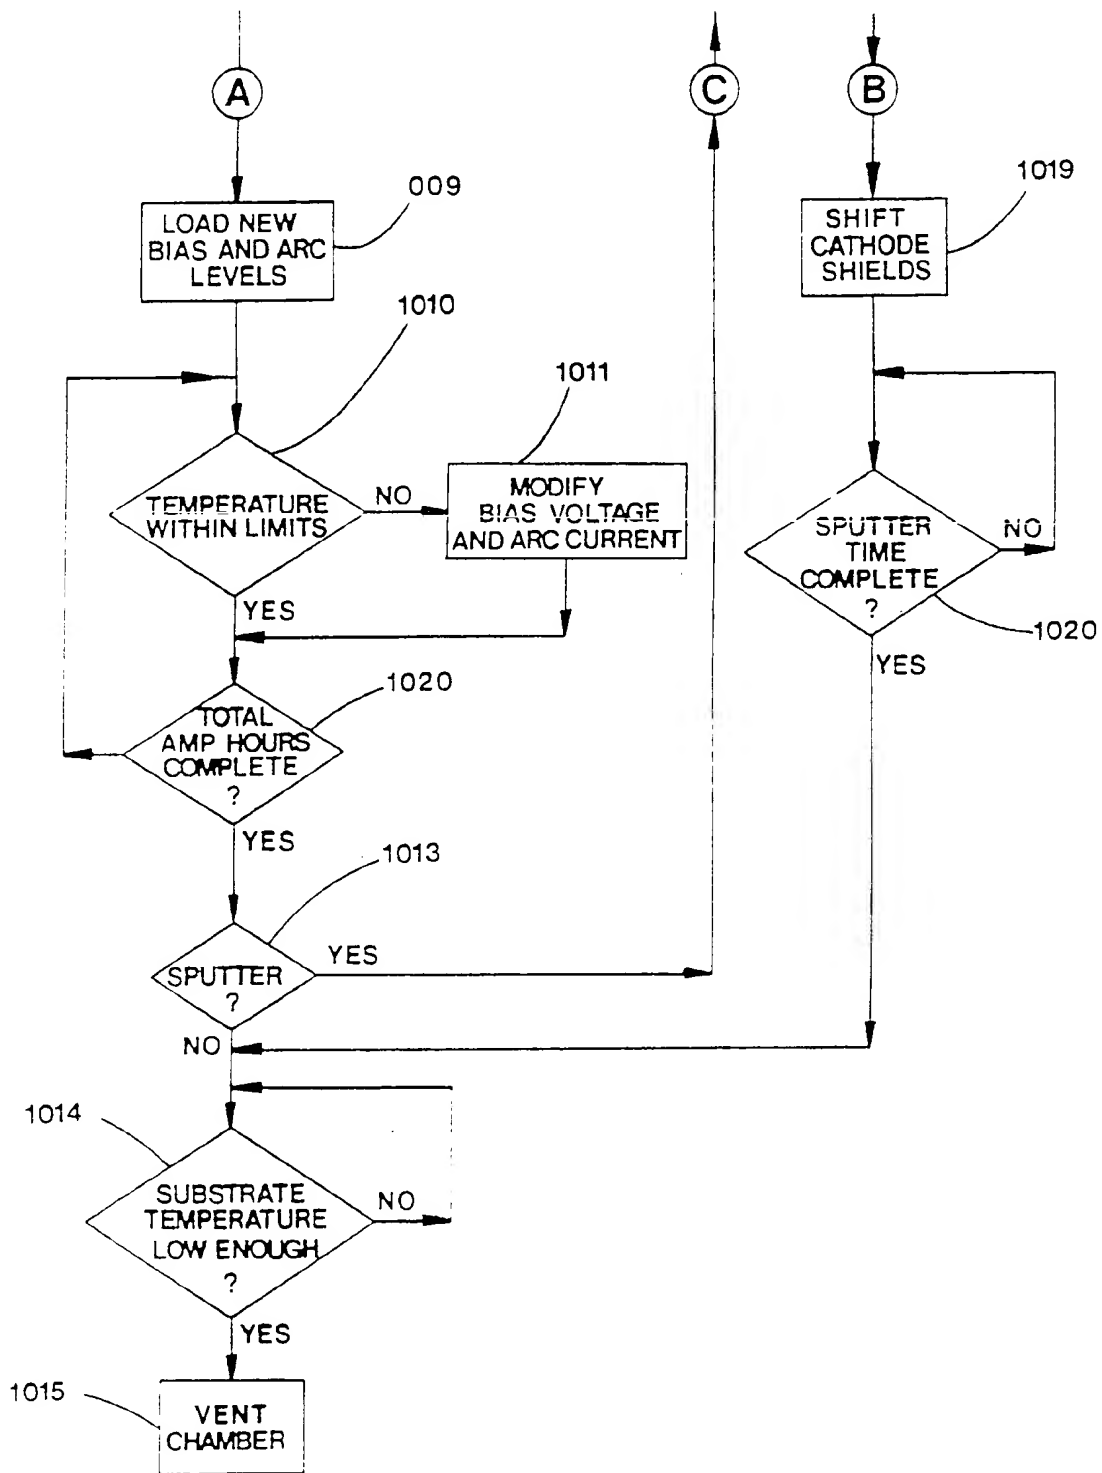 A
C
B
009
LOAD NEW
BIAS AND ARC
LEVELS
1019
SHIFT
CATHODE
SHIELDS
1010
1011
TEMPERATURE
WITHIN LIMITS
NO
MODIFY
BIAS VOLTAGE
AND ARC CURRENT
YES
SPUTTER
TIME
COMPLETE
?
NO
1020
YES
1020
TOTAL
AMP HOURS
COMPLETE
?
YES
1013
SPUTTER
?
YES
NO
1014
SUBSTRATE
TEMPERATURE
LOW ENOUGH
?
NO
YES
1015
VENT
CHAMBER